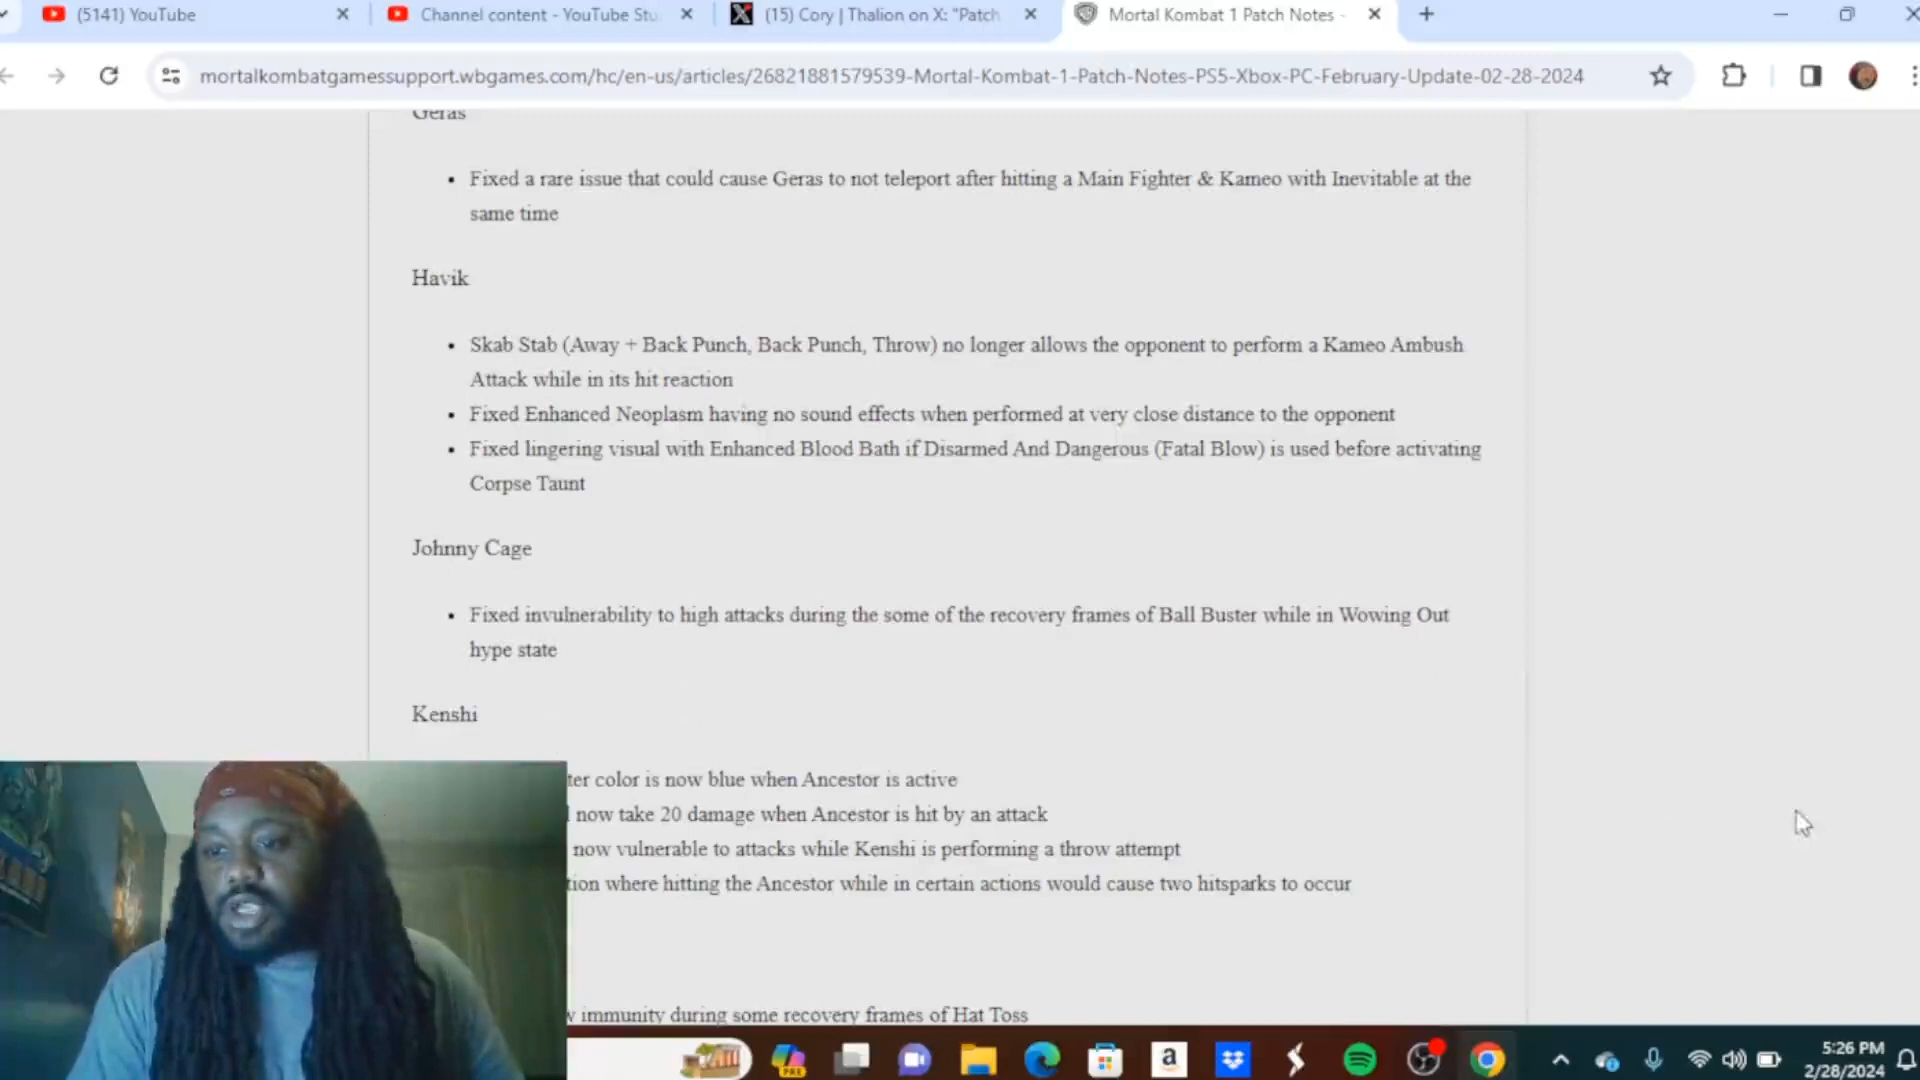 (5141) YouTube
Channel content - YouTube Stu
(15) Cory | Thalion on X: "Patch
Mortal Kombat 1 Patch Notes -
mortalkombatgamessupport.wbgames.com/hc/en-us/articles/26821881579539-Mortal-Kombat-1-Patch-Notes-PS5-Xbox-PC-February-Update-02-28-2024
Geras
• Fixed a rare issue that could cause Geras to not teleport after hitting a Main Fighter & Kameo with Inevitable at the
same time
Havik
• Skab Stab (Away + Back Punch, Back Punch, Throw) no longer allows the opponent to perform a Kameo Ambush
Attack while in its hit reaction
• Fixed Enhanced Neoplasm having no sound effects when performed at very close distance to the opponent
• Fixed lingering visual with Enhanced Blood Bath if Disarmed And Dangerous (Fatal Blow) is used before activating
Corpse Taunt
Johnny Cage
• Fixed invulnerability to high attacks during the some of the recovery frames of Ball Buster while in Wowing Out
hype state
Kenshi
ter color is now blue when Ancestor is active
now take 20 damage when Ancestor is hit by an attack
now vulnerable to attacks while Kenshi is performing a throw attempt
tion where hitting the Ancestor while in certain actions would cause two hitsparks to occur
immunity during some recovery frames of Hat Toss
PRE
5:26 PM
2/28/2024